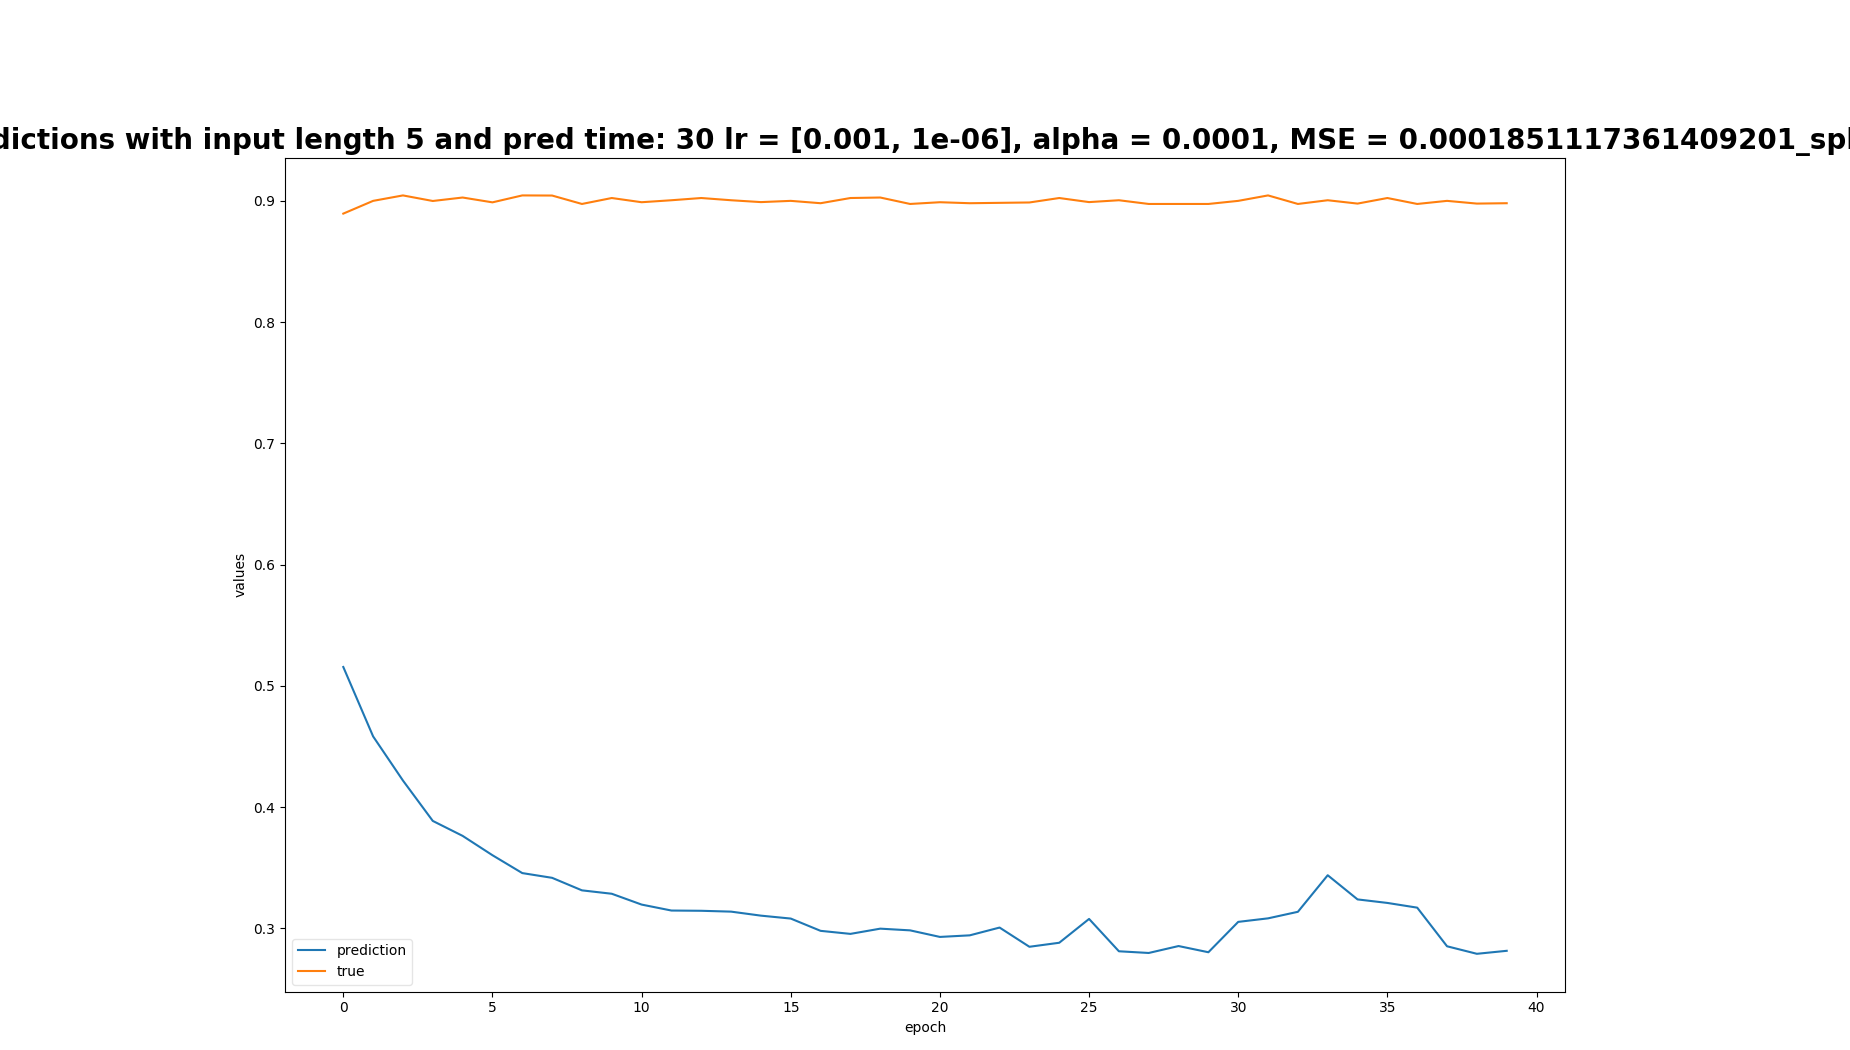 dictions with input length 5 and pred time: 30 lr = [0.001, 1e-06], alpha = 0.0001, MSE = 0.0001851117361409201_spl
0.9
0.8
0.7
0.6
0.5
0.4
0.3
values
prediction
true
0 5 10 15 20 25 30 35 40
epoch